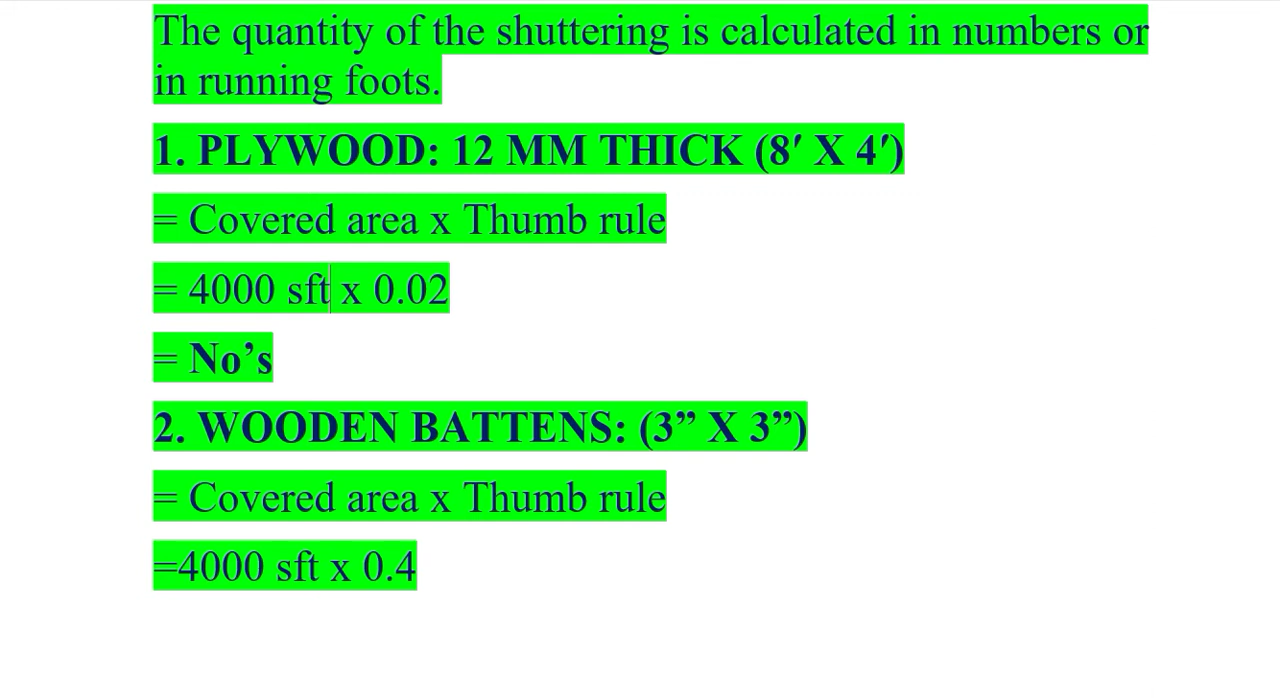 The quantity of the shuttering is calculated in numbers or
in running foots.
1. PLYWOOD: 12 MM THICK (8′ X 4′)
= Covered area x Thumb rule
= 4000 sft x 0.02
= No’s
2. WOODEN BATTENS: (3” X 3”)
= Covered area x Thumb rule
=4000 sft x 0.4